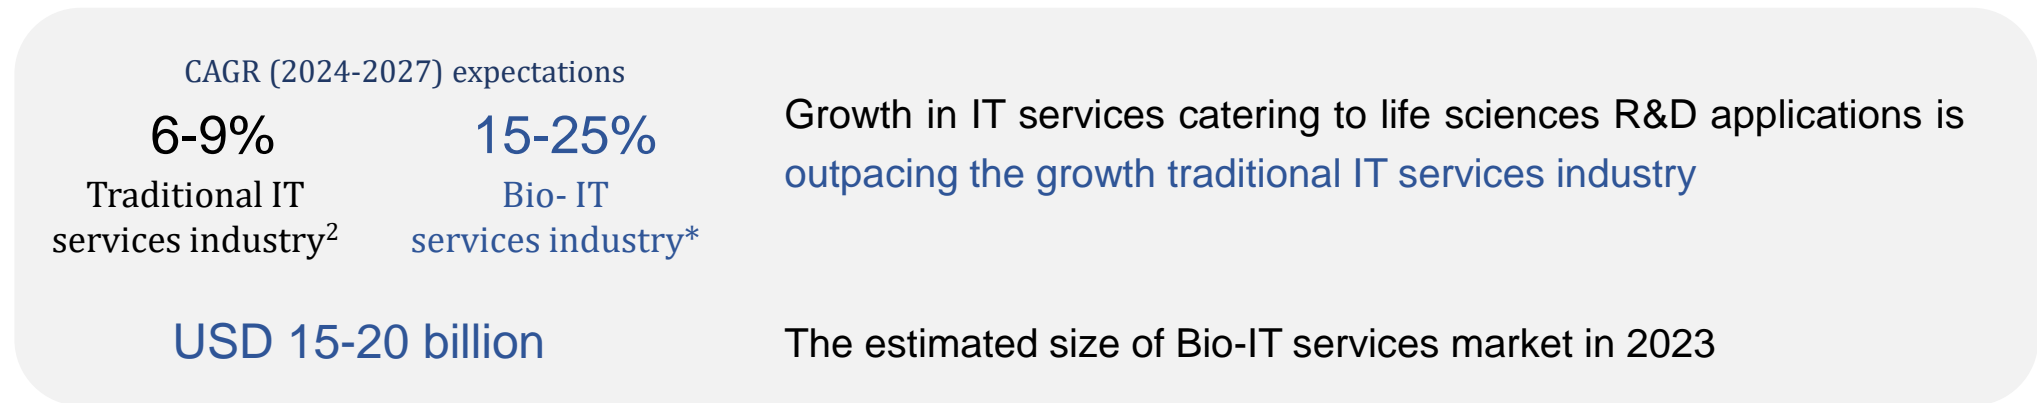 CAGR (2024-2027) expectations
6-9%
Traditional IT
services industry2
15-25%
Bio- IT
services industry*
Growth in IT services catering to life sciences R&D applications is
outpacing the growth traditional IT services industry
USD 15-20 billion
The estimated size of Bio-IT services market in 2023